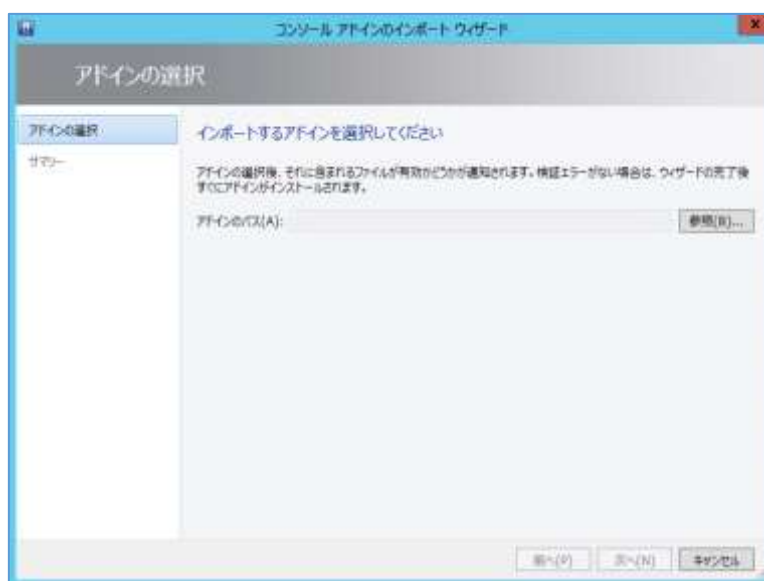 コンソール アドインのインポート ウィザード
アドインの選択
アドインの選択
サマリー
インポートするアドインを選択してください
アドインの選択後、それに含まれるファイルが有効かどうかが通知されます。検証エラーがない場合は、ウィザードの完了後
すぐにアドインがインストールされます。
アドインのパス(A):
参照(B)...
前へ(P)
次へ(N)
キャンセル